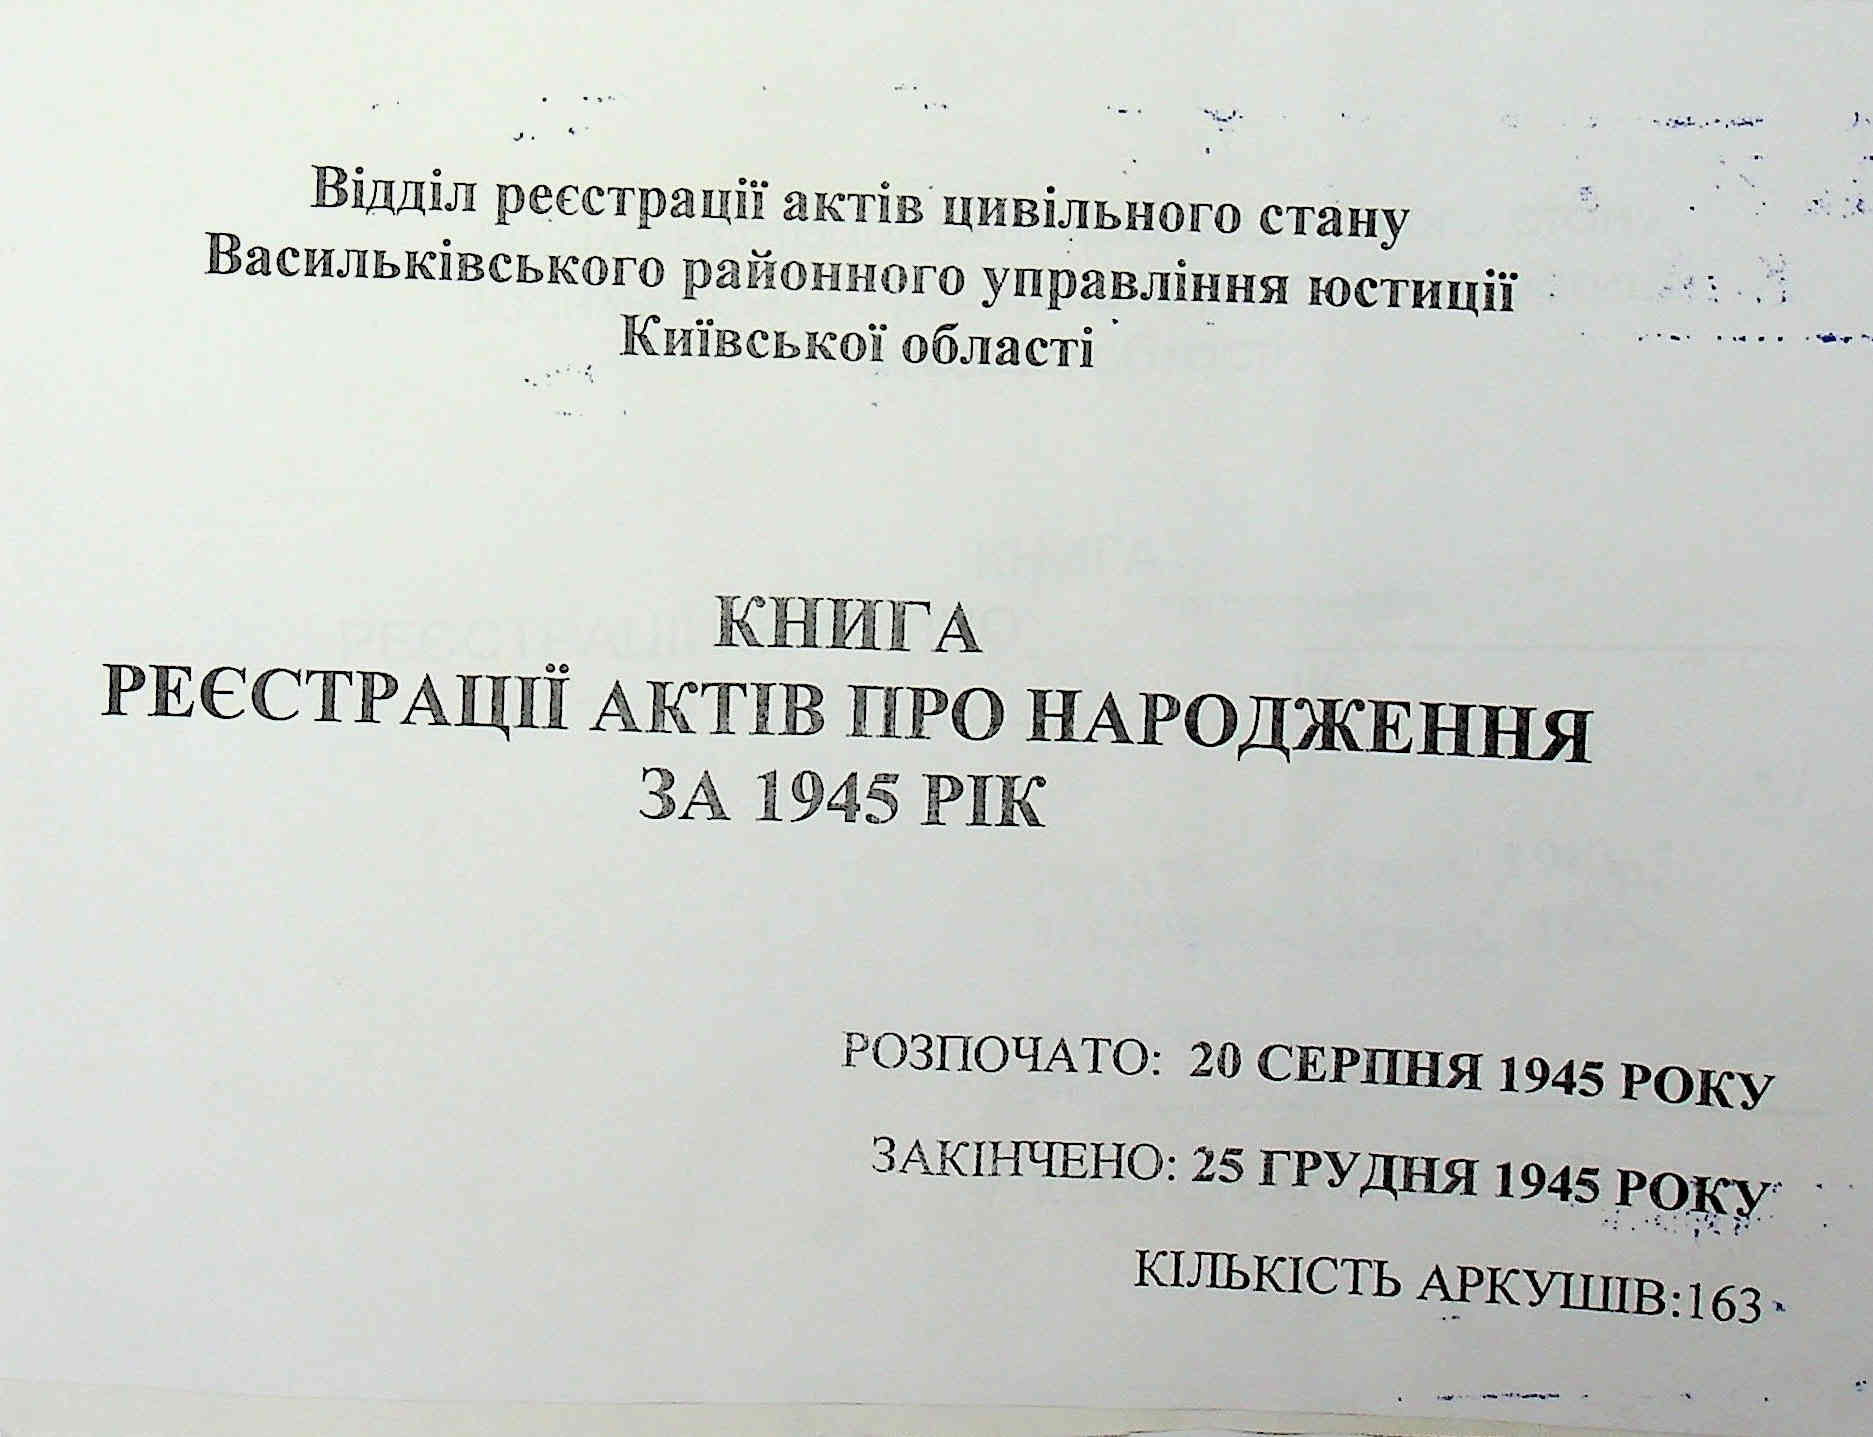 Відділ реєстрації актів цивільного стану
Васильківського районного управління юстиції
Київської області
КНИГА
РЕЄСТРАЦІЇ АКТІВ ПРО НАРОДЖЕННЯ
ЗА 1945 РІК
РОЗПОЧАТО: 20 СЕРПНЯ 1945 РОКУ
ЗАКІНЧЕНО: 25 ГРУДНЯ 1945 РОКУ
КІЛЬКІСТЬ АРКУШІВ:163